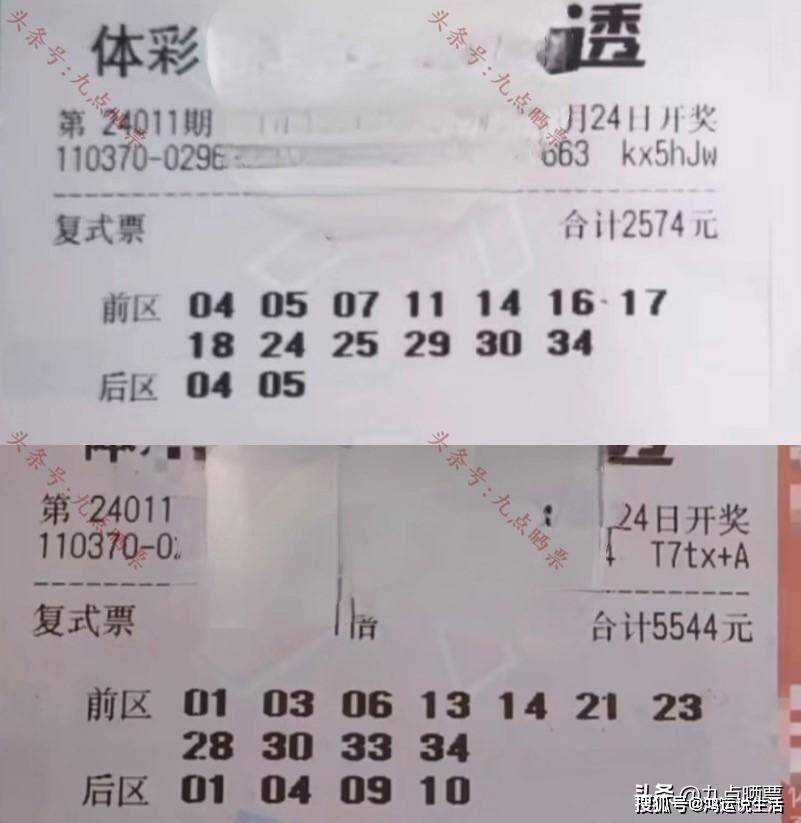 体彩 透
第 24011期 月24日开奖
110370-0296 663 kx5hJw
复式票 合计2574元
前区 04 05 07 11 14 16 17
18 24 25 29 30 34
后区 04 05
头条号:九点晒票
头条号:九点晒票
第 24011 24日开奖
110370-02 T7tx+A
复式票 倍 合计5544元
前区 01 03 06 13 14 21 23
28 30 33 34
后区 01 04 09 10
头条号:九点晒票
头条号:九点晒票
头条@九点晒票
搜狐号@鸿运说生活